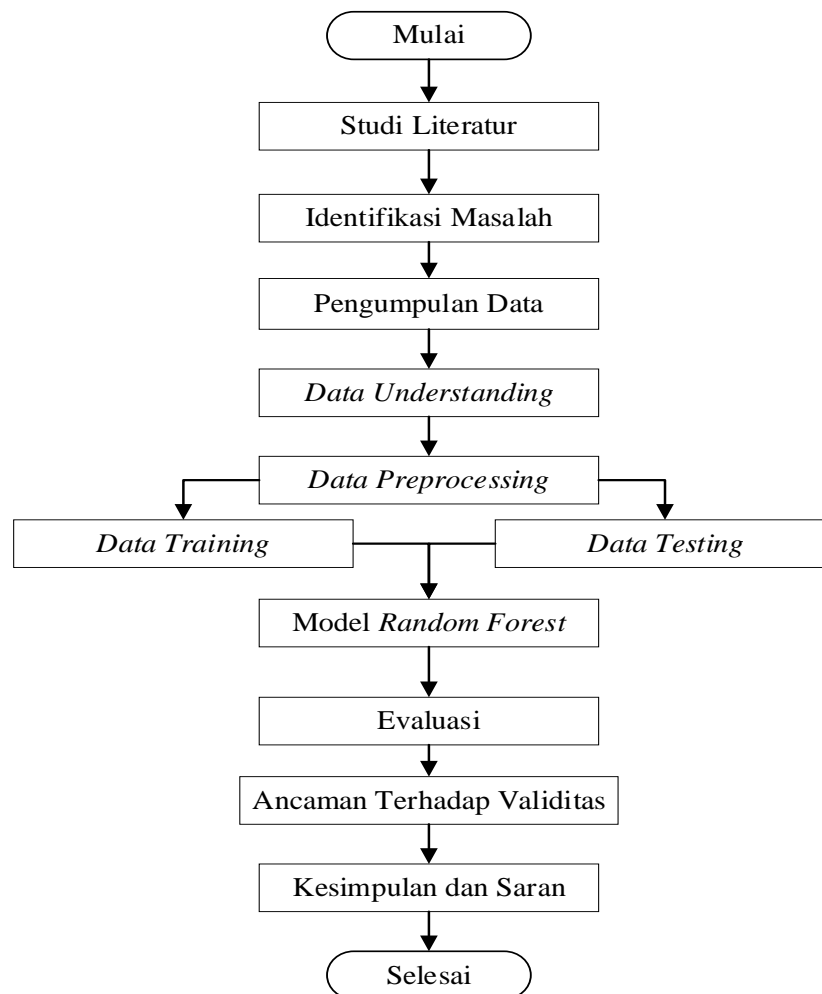 Mulai
Studi Literatur
Identifikasi Masalah
Pengumpulan Data
Data Understanding
Data Preprocessing
Data Training
Data Testing
Model Random Forest
Evaluasi
Ancaman Terhadap Validitas
Kesimpulan dan Saran
Selesai